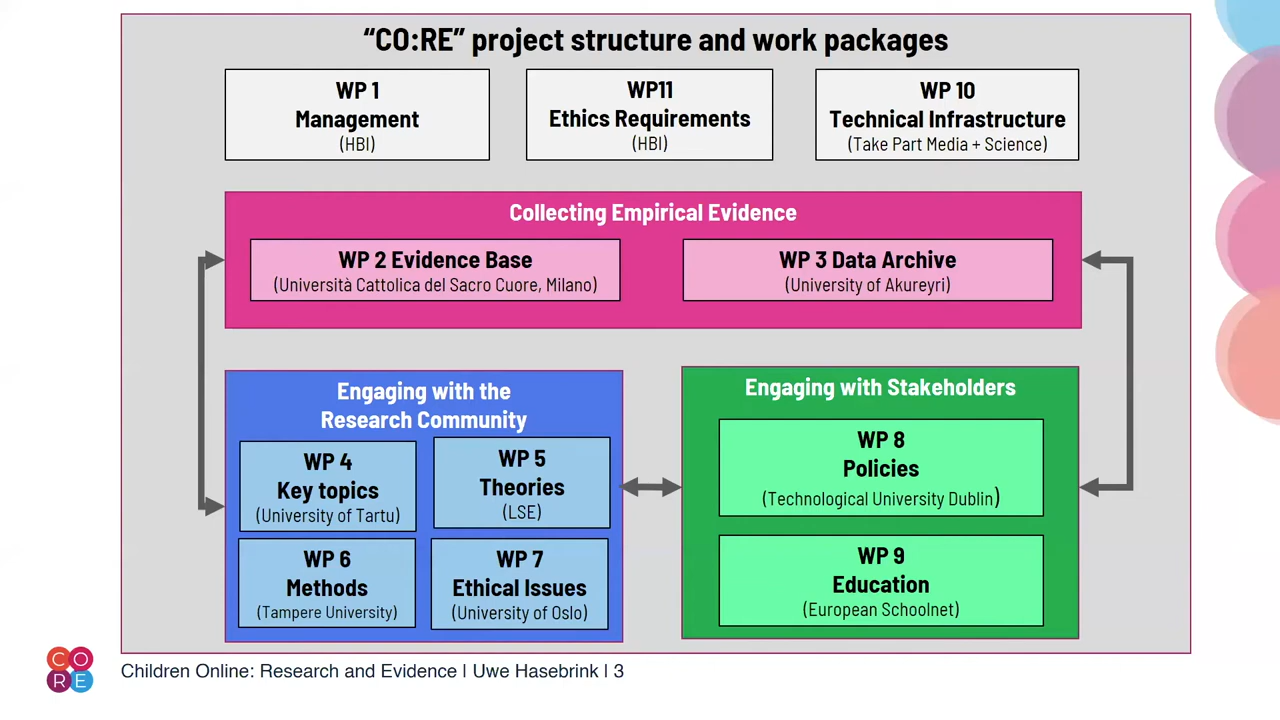 “CO:RE” project structure and work packages
WP 1
Management
(HBI)
WP11
Ethics Requirements
(HBI)
WP 10
Technical Infrastructure
(Take Part Media + Science)
Collecting Empirical Evidence
WP 2 Evidence Base
(Università Cattolica del Sacro Cuore, Milano)
WP 3 Data Archive
(University of Akureyri)
Engaging with the
Research Community
WP 4
Key topics
(University of Tartu)
WP 5
Theories
(LSE)
WP 6
Methods
(Tampere University)
WP 7
Ethical Issues
(University of Oslo)
Engaging with Stakeholders
WP 8
Policies
(Technological University Dublin)
WP 9
Education
(European Schoolnet)
CO
RE
Children Online: Research and Evidence | Uwe Hasebrink | 3